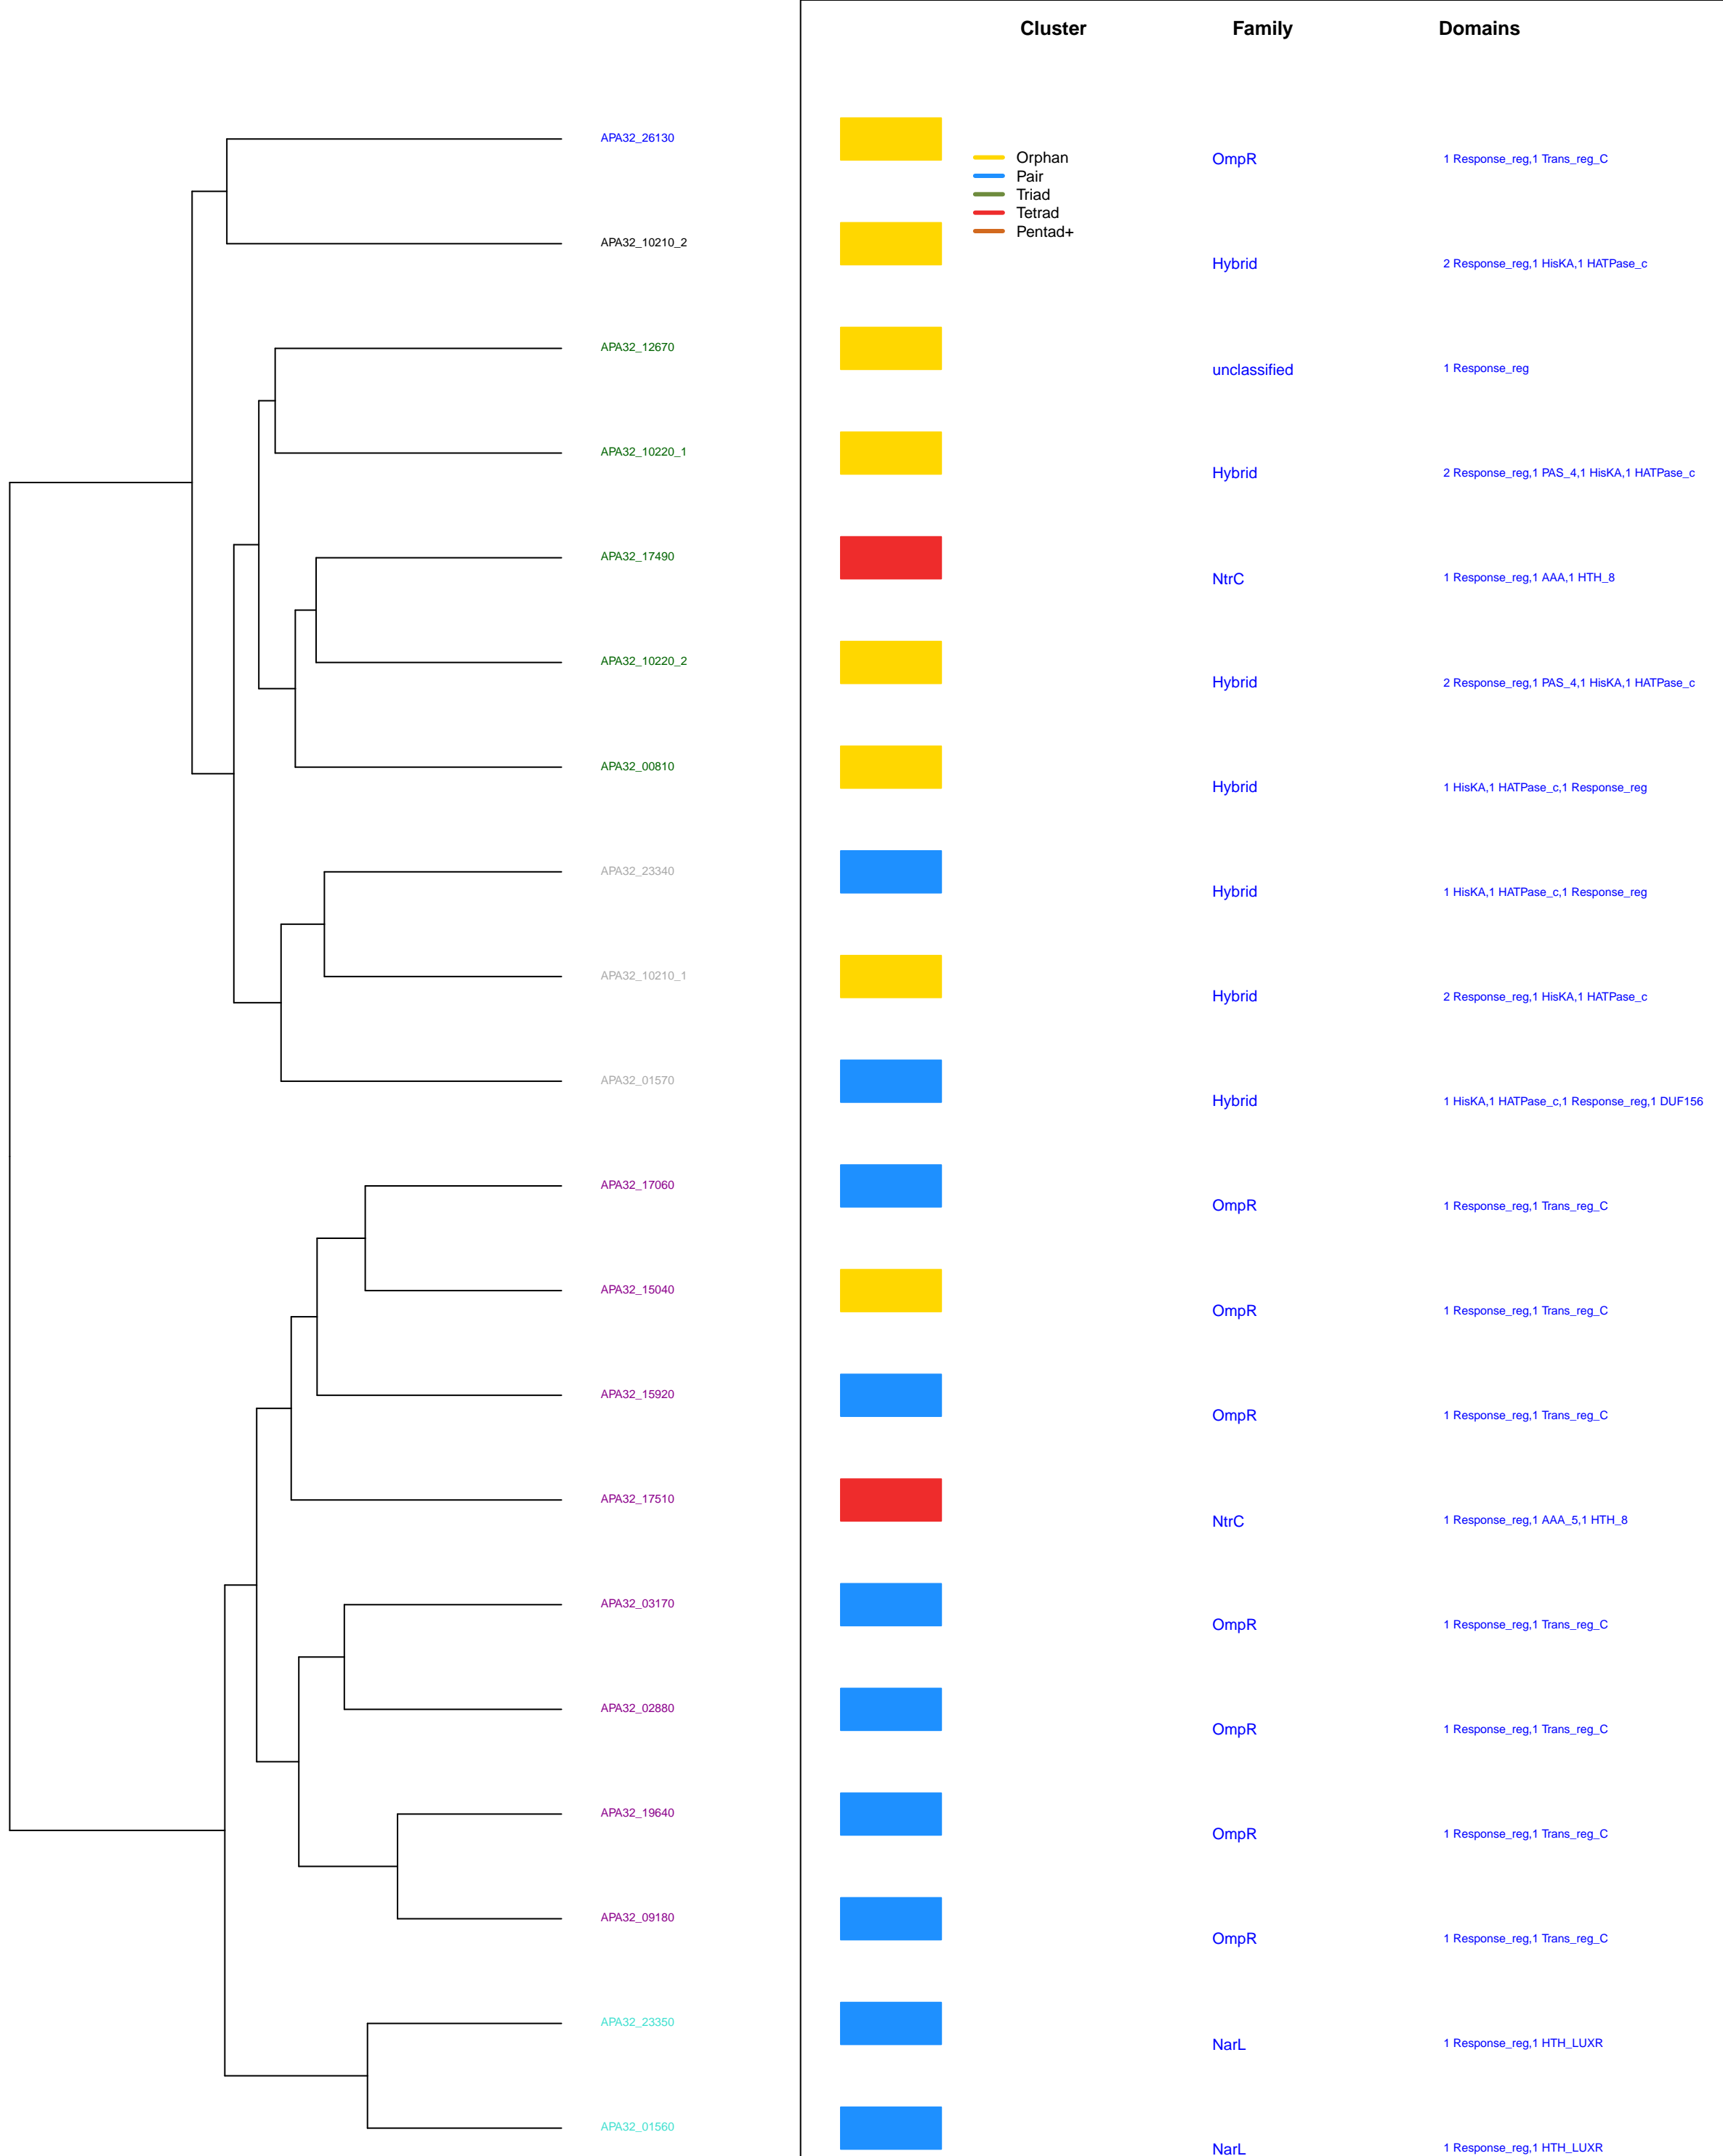 Cluster Family Domains
APA32_26130 OmpR 1 Response_reg,1 Trans_reg_C
Orphan
Pair
Triad
Tetrad
Pentad+
APA32_10210_2 Hybrid 2 Response_reg,1 HisKA,1 HATPase_c
APA32_12670 unclassified 1 Response_reg
APA32_10220_1 Hybrid 2 Response_reg,1 PAS_4,1 HisKA,1 HATPase_c
APA32_17490 NtrC 1 Response_reg,1 AAA,1 HTH_8
APA32_10220_2 Hybrid 2 Response_reg,1 PAS_4,1 HisKA,1 HATPase_c
APA32_00810 Hybrid 1 HisKA,1 HATPase_c,1 Response_reg
APA32_23340 Hybrid 1 HisKA,1 HATPase_c,1 Response_reg
APA32_10210_1 Hybrid 2 Response_reg,1 HisKA,1 HATPase_c
APA32_01570 Hybrid 1 HisKA,1 HATPase_c,1 Response_reg,1 DUF156
APA32_17060 OmpR 1 Response_reg,1 Trans_reg_C
APA32_15040 OmpR 1 Response_reg,1 Trans_reg_C
APA32_15920 OmpR 1 Response_reg,1 Trans_reg_C
APA32_17510 NtrC 1 Response_reg,1 AAA_5,1 HTH_8
APA32_03170 OmpR 1 Response_reg,1 Trans_reg_C
APA32_02880 OmpR 1 Response_reg,1 Trans_reg_C
APA32_19640 OmpR 1 Response_reg,1 Trans_reg_C
APA32_09180 OmpR 1 Response_reg,1 Trans_reg_C
APA32_23350 NarL 1 Response_reg,1 HTH_LUXR
APA32_01560 NarL 1 Response_reg,1 HTH_LUXR